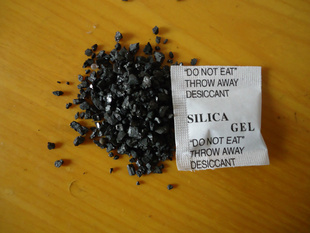 "DO NOT EAT"
THROW AWAY
DESICCANT
SILICA
GEL
"DO NOT EAT"
THROW AWAY
DESICCANT